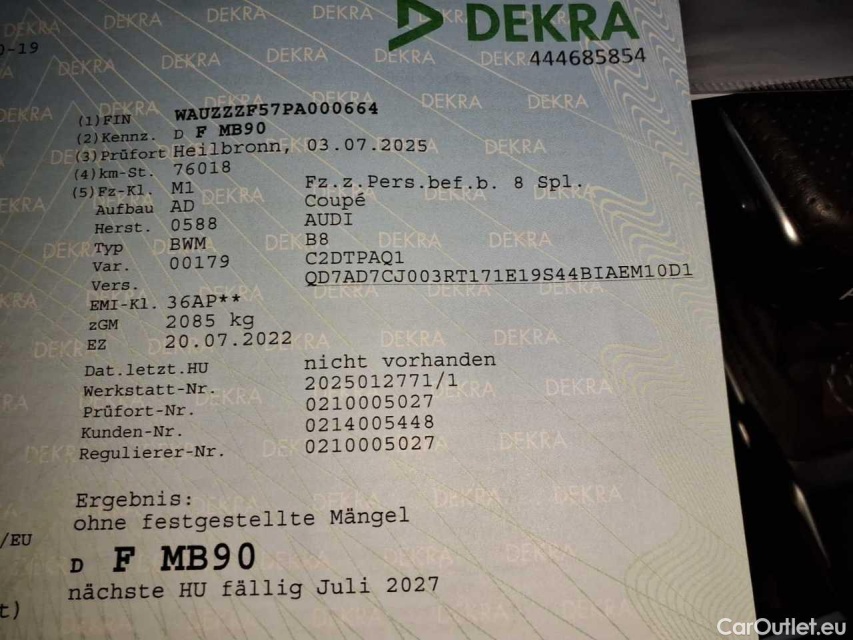 DEKRA
0-19
444685854
(1)FIN WAUZZZF57PA000664
(2)Kennz. D F MB90
(3)Prüfort Heilbronn, 03.07.2025
(4)km-St. 76018
(5)Fz-Kl. M1 Fz.z.Pers.bef.b. 8 Spl.
Aufbau AD Coupé
Herst. 0588 AUDI
Typ BWM B8
Var. 00179 C2DTPAQ1
Vers. QD7AD7CJ003RT171E19S44BIAEM10D1
EMI-Kl. 36AP**
zGM 2085 kg
EZ 20.07.2022
Dat.letzt.HU nicht vorhanden
Werkstatt-Nr. 2025012771/1
Prüfort-Nr. 0210005027
Kunden-Nr. 0214005448
Regulierer-Nr. 0210005027
Ergebnis:
ohne festgestellte Mängel
/EU
D F MB90
nächste HU fällig Juli 2027
t)
CarOutlet.eu